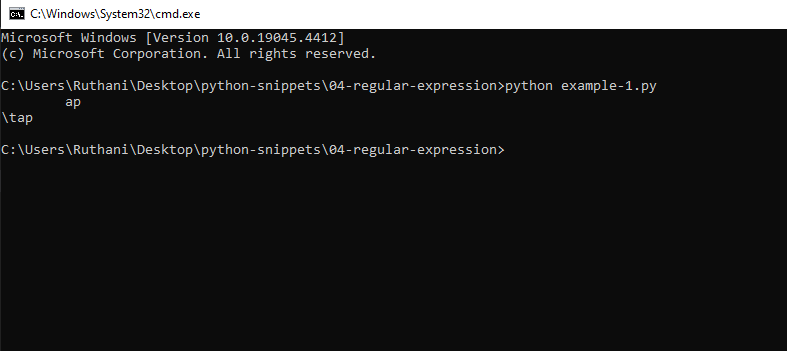 C:\Windows\System32\cmd.exe
Microsoft Windows [Version 10.0.19045.4412]
(c) Microsoft Corporation. All rights reserved.
C:\Users\Ruthani\Desktop\python-snippets\04-regular-expression>python example-1.py
        ap
\tap
C:\Users\Ruthani\Desktop\python-snippets\04-regular-expression>